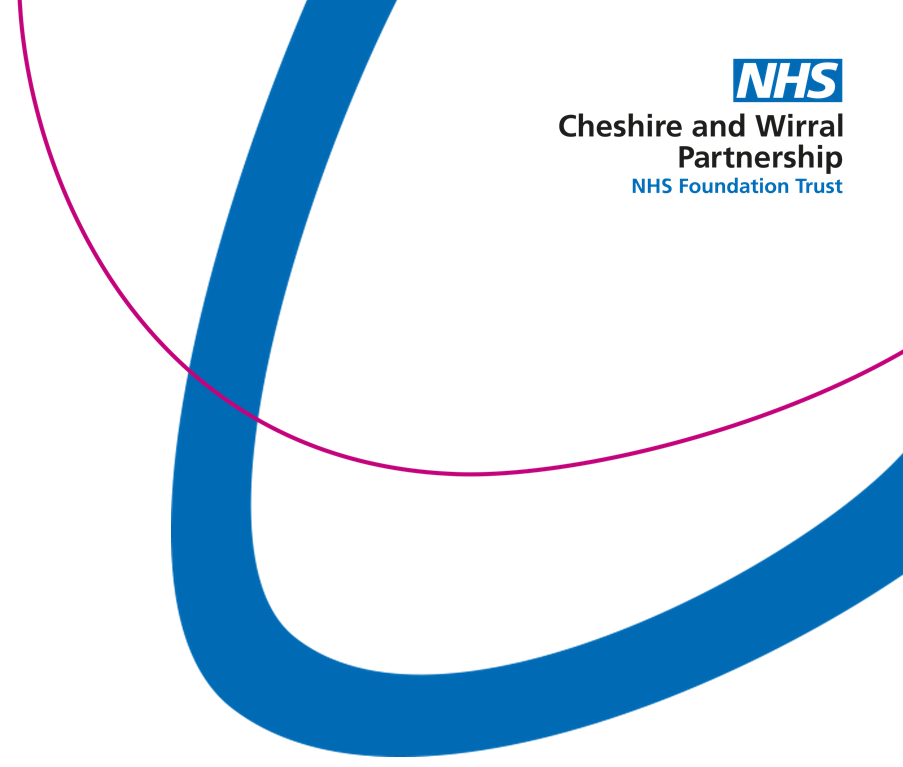 NHS
Cheshire and Wirral
Partnership
NHS Foundation Trust